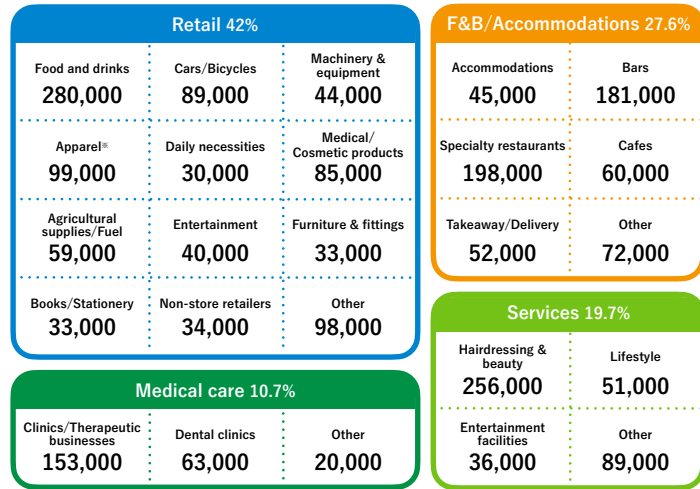 Retail 42%
Food and drinks
280,000
Cars/Bicycles
89,000
Machinery &
equipment
44,000
Apparel※
99,000
Daily necessities
30,000
Medical/
Cosmetic products
85,000
Agricultural
supplies/Fuel
59,000
Entertainment
40,000
Furniture & fittings
33,000
Books/Stationery
33,000
Non-store retailers
34,000
Other
98,000
F&B/Accommodations 27.6%
Accommodations
45,000
Bars
181,000
Specialty restaurants
198,000
Cafes
60,000
Takeaway/Delivery
52,000
Other
72,000
Medical care 10.7%
Clinics/Therapeutic
businesses
153,000
Dental clinics
63,000
Other
20,000
Services 19.7%
Hairdressing &
beauty
256,000
Lifestyle
51,000
Entertainment
facilities
36,000
Other
89,000